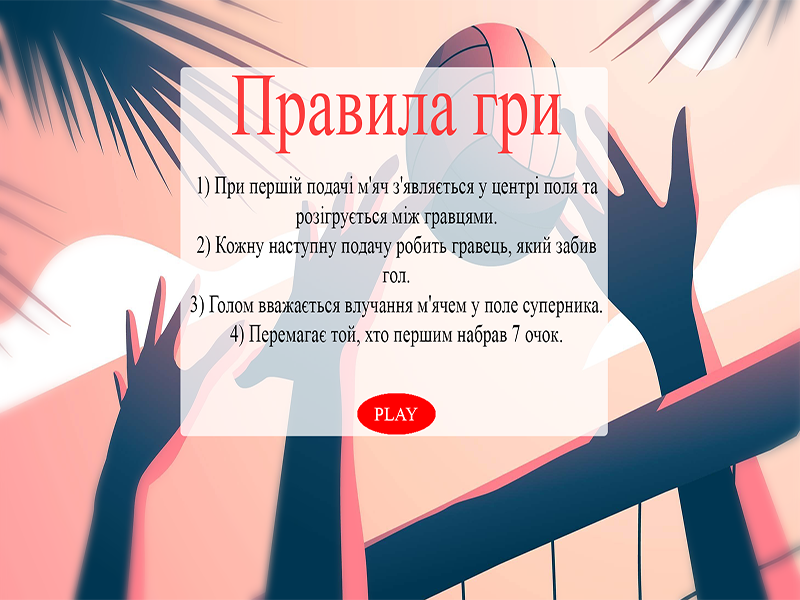 Правила гри
1) При першій подачі м'яч з'являється у центрі поля та
розігрується між гравцями.
2) Кожну наступну подачу робить гравець, який забив
гол.
3) Голом вважається влучання м'ячем у поле суперника.
4) Перемагає той, хто першим набрав 7 очок.
PLAY